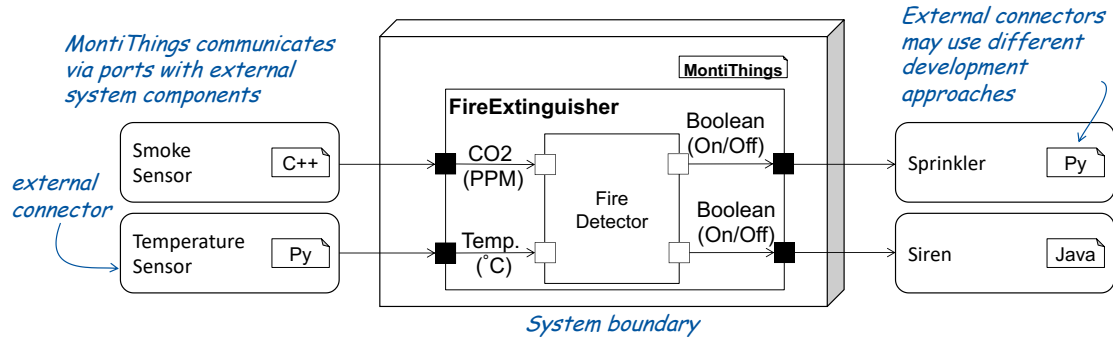 MontiThings communicates
via ports with external
system components
External connectors
may use different
development
approaches
MontiThings
FireExtinguisher
Smoke
Sensor
C++
CO2
(PPM)
Boolean
(On/Off)
Sprinkler
Py
external
connector
Fire
Detector
Temperature
Sensor
Py
Temp.
(°C)
Boolean
(On/Off)
Siren
Java
System boundary